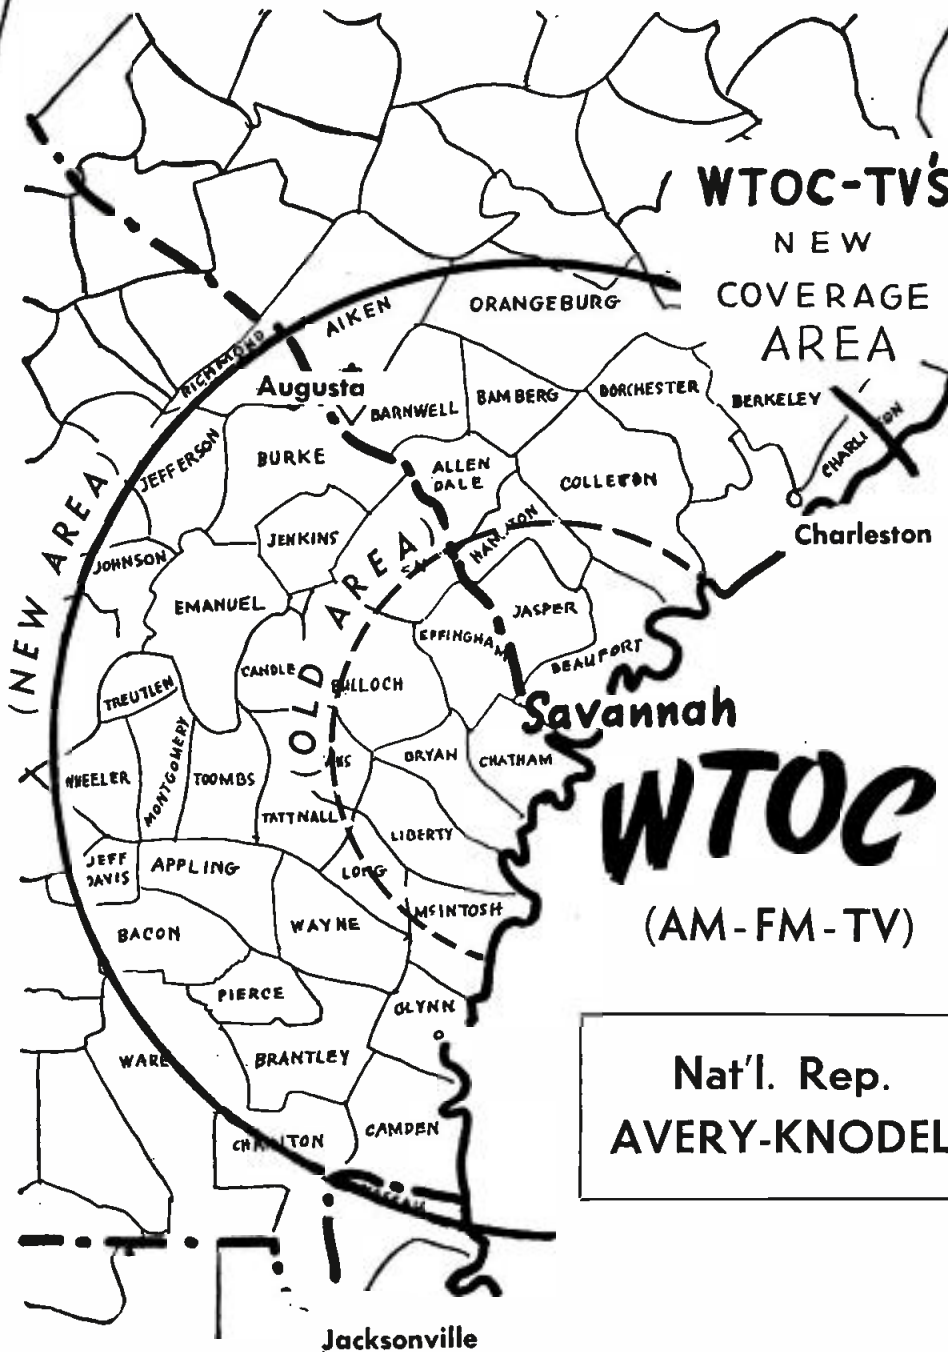 WTOC-TV'S
NEW
COVERAGE
AREA
ORANGEBURG
AIKEN
RICHMOND
Augusta
BARNWELL
BAMBERG
DORCHESTER
BERKELEY
JEFFERSON
BURKE
ALLEN
DALE
COLLETON
Charleston
JENKINS
JOHNSON
EMANUEL
(NEW AREA)
(OLD AREA)
JASPER
EFFINGHAM
BEAUFORT
CANDLE
BULLOCH
TREUTLEN
Savannah
WHEELER
MONTGOMERY
TOOMBS
BRYAN
CHATHAM
WTOC
TATTNALL
LIBERTY
JEFF
DAVIS
APPLING
LONG
MCINTOSH
(AM-FM-TV)
BACON
WAYNE
PIERCE
GLYNN
WARE
BRANTLEY
Nat'l. Rep.
AVERY-KNODEL
CAMDEN
Jacksonville